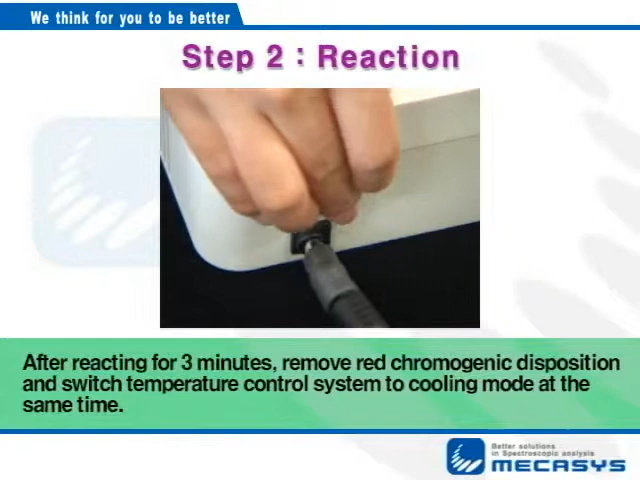 We think for you to be better
Step 2 : Reaction
After reacting for 3 minutes, remove red chromogenic disposition
and switch temperature control system to cooling mode at the
same time.
Better solutions
in Spectroscopic analysis
MECASYS